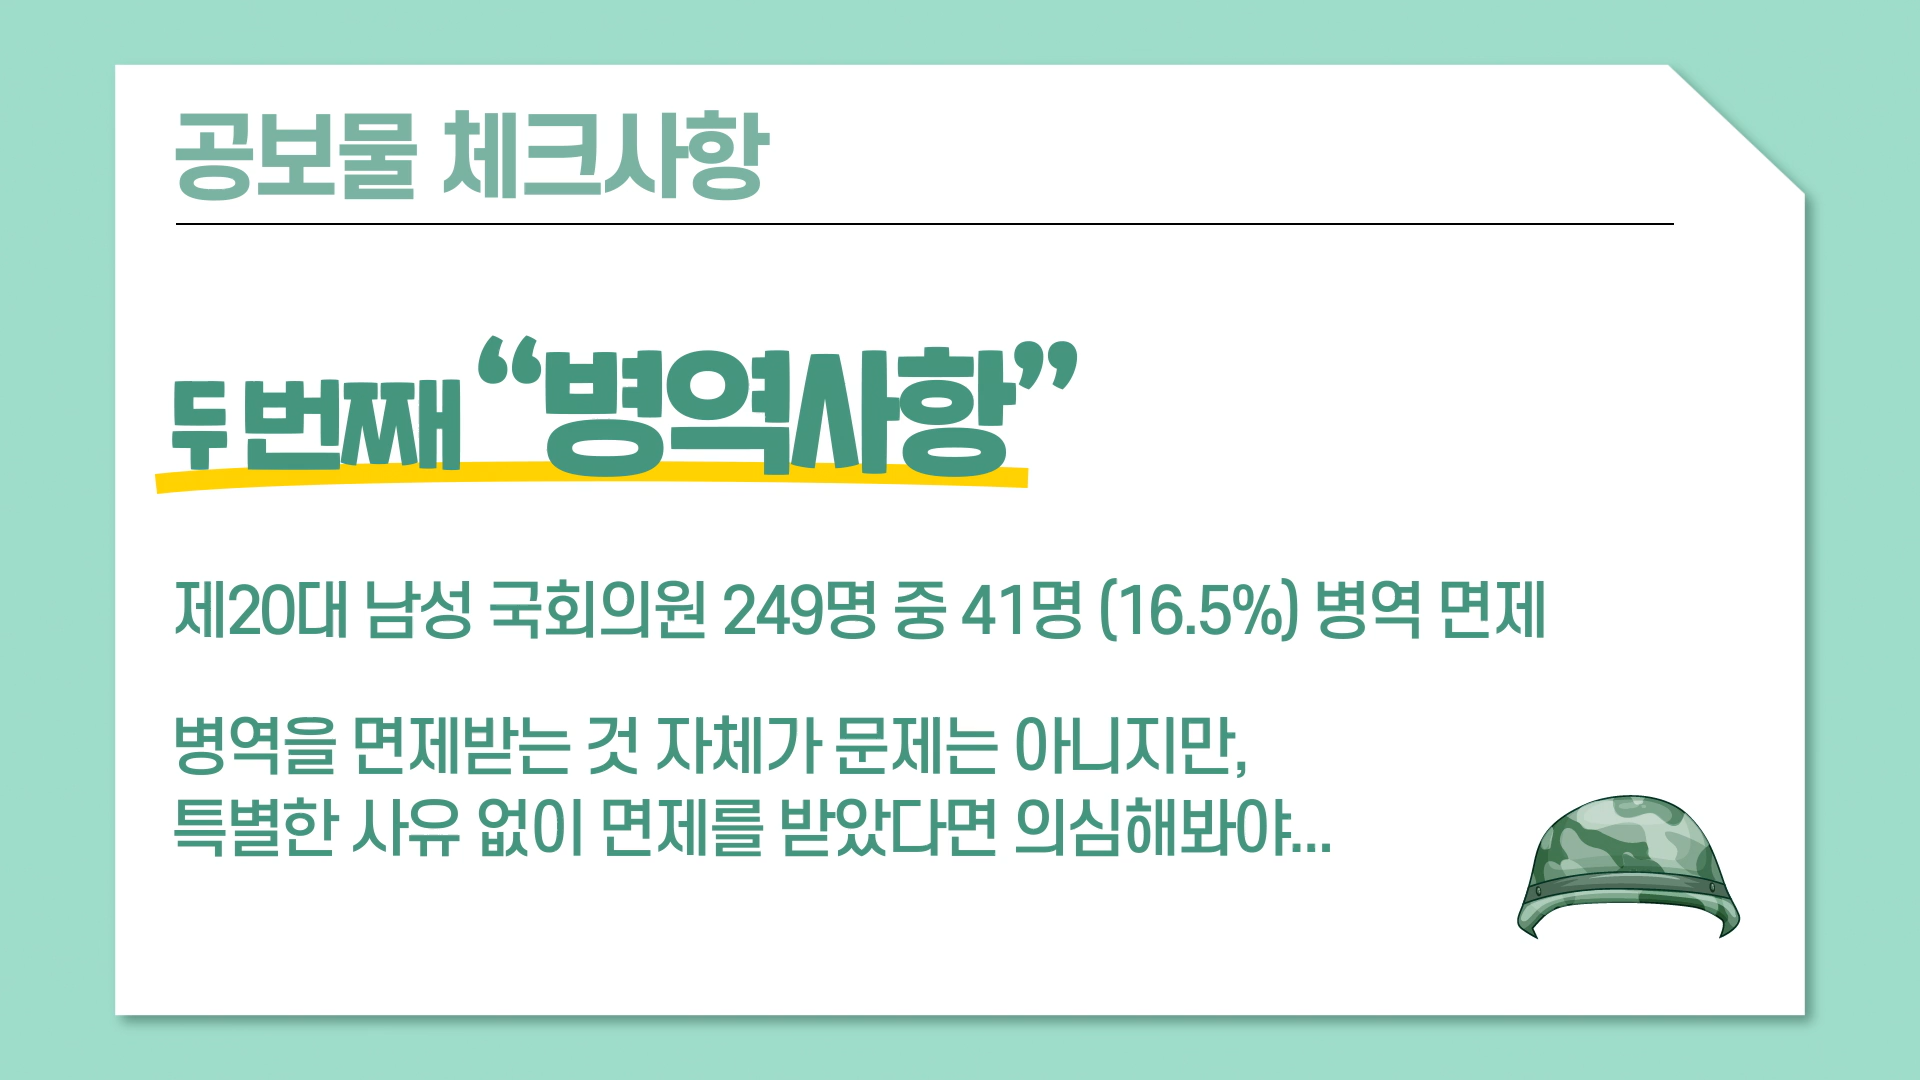 공보물 체크사항
두번째 “병역사항”
제20대 남성 국회의원 249명 중 41명 (16.5%) 병역 면제
병역을 면제받는 것 자체가 문제는 아니지만,
특별한 사유 없이 면제를 받았다면 의심해봐야...